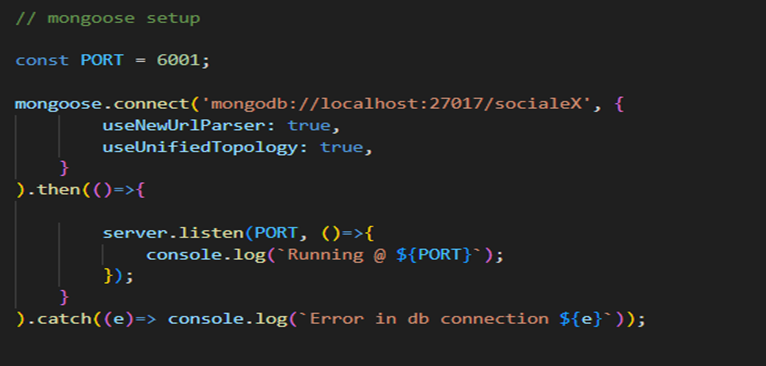 // mongoose setup
const PORT = 6001;
mongoose.connect('mongodb://localhost:27017/socialeX', {
useNewUrlParser: true,
useUnifiedTopology: true,
}
).then(()=>{
server.listen(PORT, ()=>{
console.log(`Running @ ${PORT}`);
});
}
).catch((e)=> console.log(`Error in db connection ${e}`));